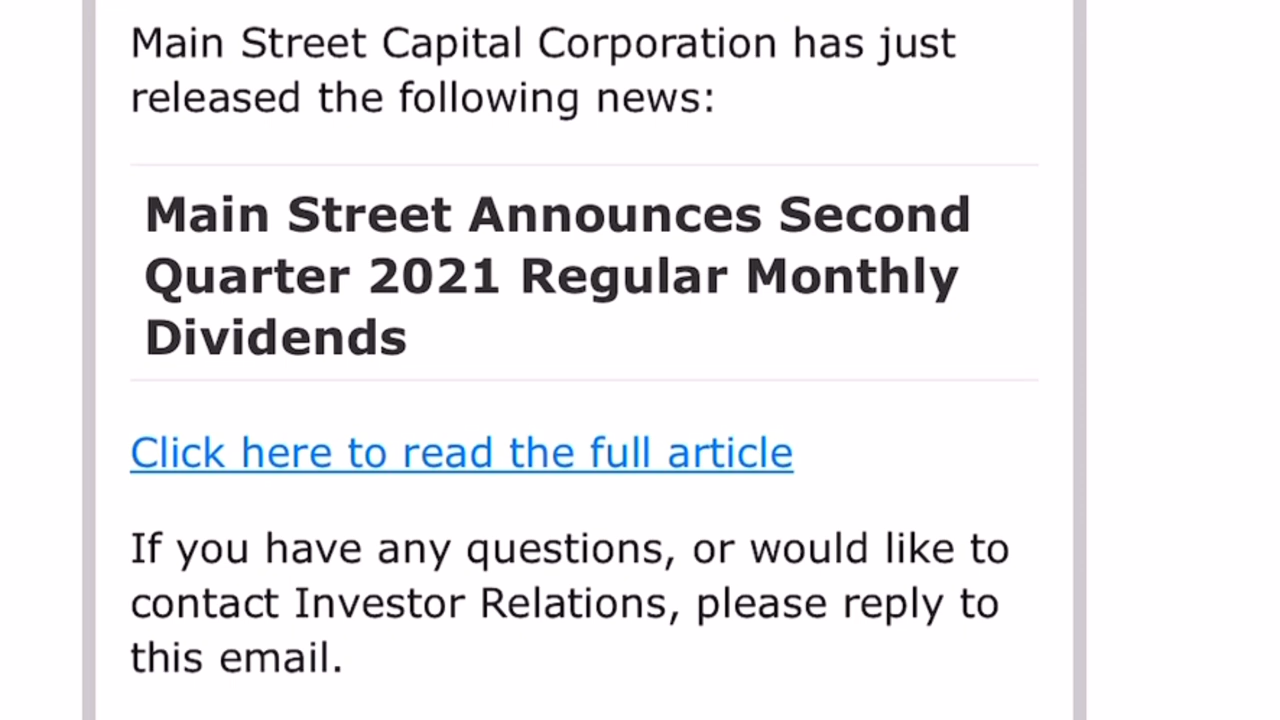 Main Street Capital Corporation has just
released the following news:
Main Street Announces Second
Quarter 2021 Regular Monthly
Dividends
Click here to read the full article
If you have any questions, or would like to
contact Investor Relations, please reply to
this email.